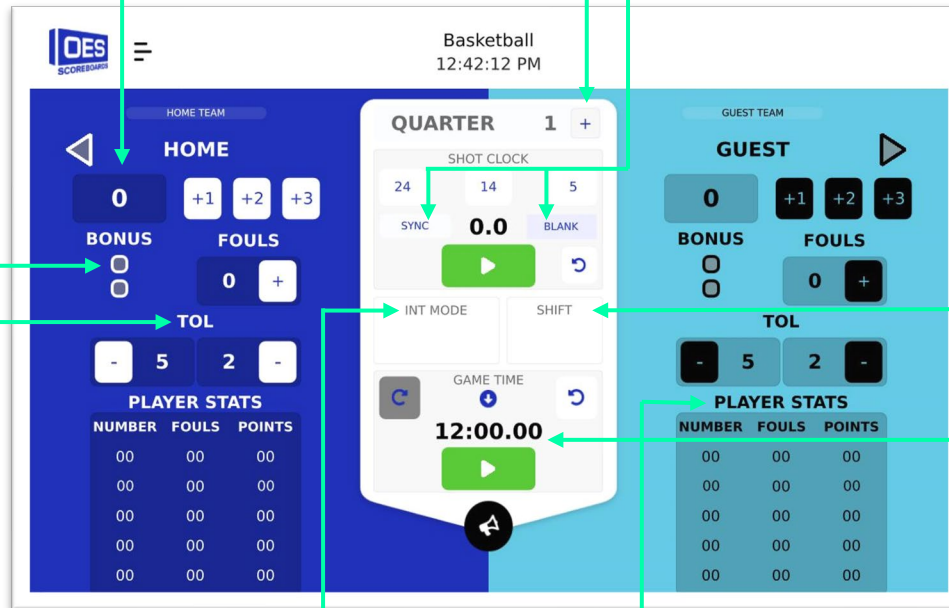 OES
SCOREBOARDS
Basketball
12:42:12 PM
HOME TEAM
HOME
0 +1 +2 +3
BONUS FOULS
0 +
TOL
- 5 2 -
PLAYER STATS
NUMBER FOULS POINTS
00 00 00
00 00 00
00 00 00
00 00 00
00 00 00
QUARTER 1 +
SHOT CLOCK
24 14 5
SYNC 0.0 BLANK
INT MODE SHIFT
GAME TIME
12:00.00
GUEST TEAM
GUEST
0 +1 +2 +3
BONUS FOULS
0 +
TOL
- 5 2 -
PLAYER STATS
NUMBER FOULS POINTS
00 00 00
00 00 00
00 00 00
00 00 00
00 00 00